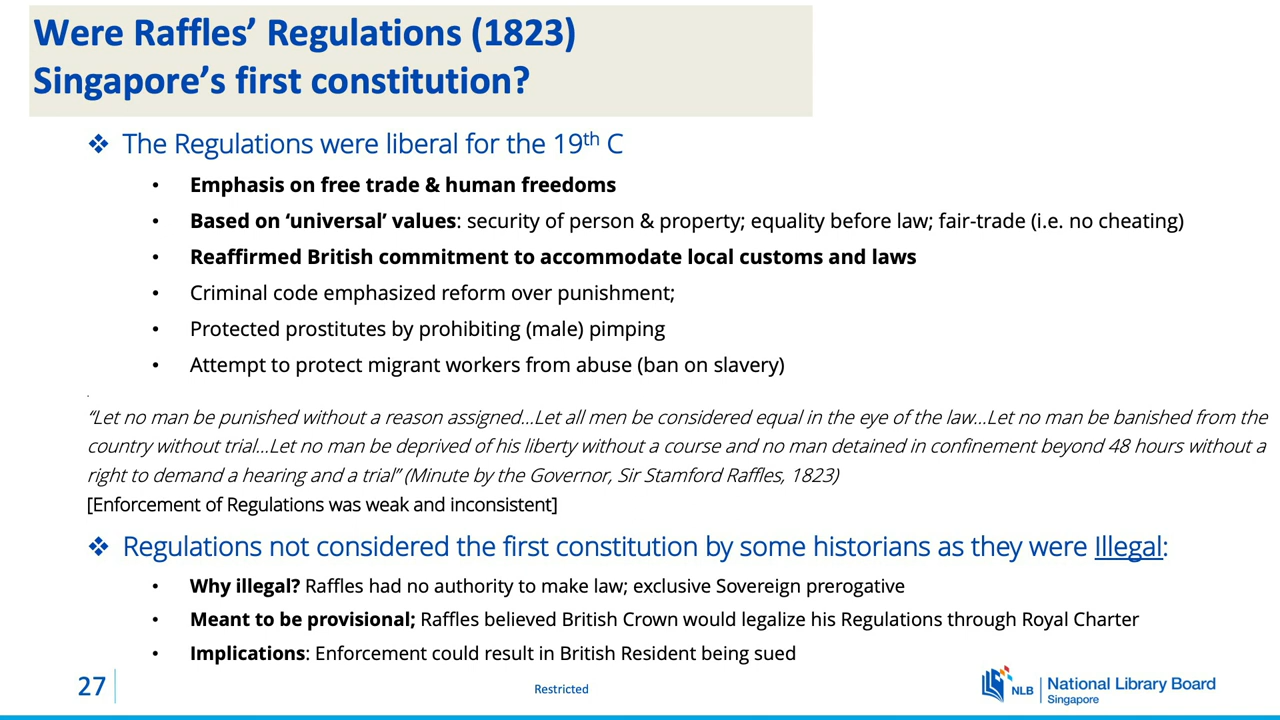 Were Raffles’ Regulations (1823)
Singapore’s first constitution?
❖ The Regulations were liberal for the 19th C
• Emphasis on free trade & human freedoms
• Based on ‘universal’ values: security of person & property; equality before law; fair-trade (i.e. no cheating)
• Reaffirmed British commitment to accommodate local customs and laws
• Criminal code emphasized reform over punishment;
• Protected prostitutes by prohibiting (male) pimping
• Attempt to protect migrant workers from abuse (ban on slavery)
.
“Let no man be punished without a reason assigned…Let all men be considered equal in the eye of the law…Let no man be banished from the
country without trial…Let no man be deprived of his liberty without a course and no man detained in confinement beyond 48 hours without a
right to demand a hearing and a trial” (Minute by the Governor, Sir Stamford Raffles, 1823)
[Enforcement of Regulations was weak and inconsistent]
❖ Regulations not considered the first constitution by some historians as they were Illegal:
• Why illegal? Raffles had no authority to make law; exclusive Sovereign prerogative
• Meant to be provisional; Raffles believed British Crown would legalize his Regulations through Royal Charter
• Implications: Enforcement could result in British Resident being sued
27
Restricted
NLB
National Library Board
Singapore